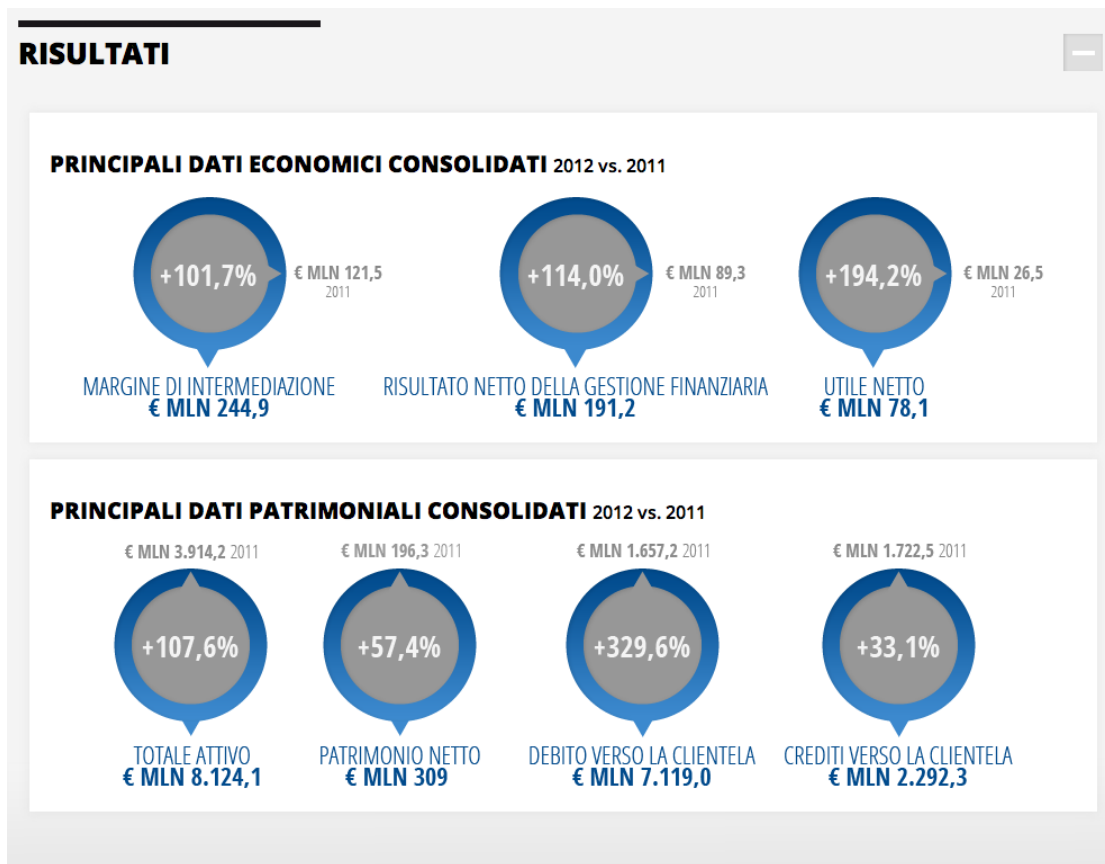 RISULTATI
PRINCIPALI DATI ECONOMICI CONSOLIDATI 2012 vs. 2011
+101,7%
€ MLN 121,5
2011
MARGINE DI INTERMEDIAZIONE
€ MLN 244,9
+114,0%
€ MLN 89,3
2011
RISULTATO NETTO DELLA GESTIONE FINANZIARIA
€ MLN 191,2
+194,2%
€ MLN 26,5
2011
UTILE NETTO
€ MLN 78,1
PRINCIPALI DATI PATRIMONIALI CONSOLIDATI 2012 vs. 2011
€ MLN 3.914,2 2011
+107,6%
TOTALE ATTIVO
€ MLN 8.124,1
€ MLN 196,3 2011
+57,4%
PATRIMONIO NETTO
€ MLN 309
€ MLN 1.657,2 2011
+329,6%
DEBITO VERSO LA CLIENTELA
€ MLN 7.119,0
€ MLN 1.722,5 2011
+33,1%
CREDITI VERSO LA CLIENTELA
€ MLN 2.292,3